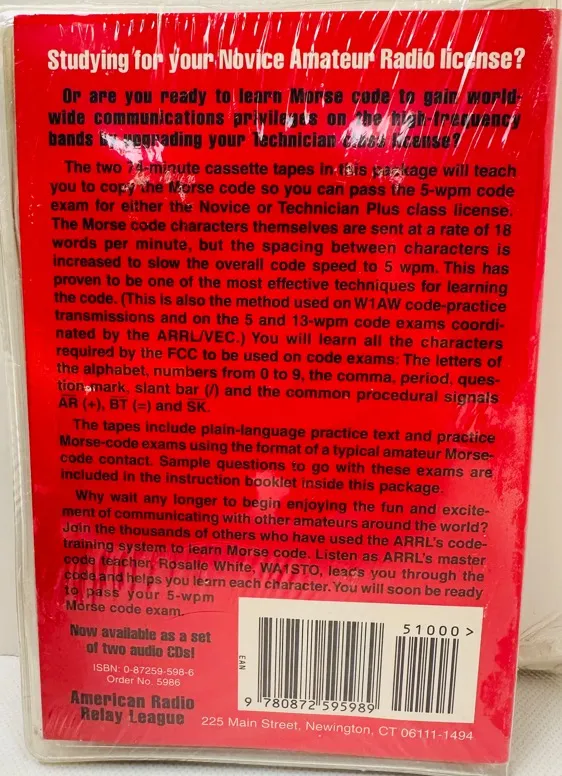 Studying for your Novice Amateur Radio license?
Or are you ready to learn Morse code to gain world-
wide communications privileges on the high-frequency
bands by upgrading your Technician class license?
The two 74-minute cassette tapes in this package will teach
you to copy the Morse code so you can pass the 5-wpm code
exam for either the Novice or Technician Plus class license.
The Morse code characters themselves are sent at a rate of 18
words per minute, but the spacing between characters is
increased to slow the overall code speed to 5 wpm. This has
proven to be one of the most effective techniques for learning
the code. (This is also the method used on W1AW code-practice
transmissions and on the 5 and 13-wpm code exams coordi-
nated by the ARRL/VEC.) You will learn all the characters
required by the FCC to be used on code exams: The letters of
the alphabet, numbers from 0 to 9, the comma, period, ques-
tion mark, slant bar (/) and the common procedural signals
AR (+), BT (=) and SK.
The tapes include plain-language practice text and practice
Morse-code exams using the format of a typical amateur Morse-
code contact. Sample questions to go with these exams are
included in the instruction booklet inside this package.
Why wait any longer to begin enjoying the fun and excite-
ment of communicating with other amateurs around the world?
Join the thousands of others who have used the ARRL's code-
training system to learn Morse code. Listen as ARRL's master
code teacher, Rosalie White, WA1STO, leads you through the
code and helps you learn each character. You will soon be ready
to pass your 5-wpm
Morse code exam.
Now available as a set
of two audio CDs!
ISBN: 0-87259-598-6
Order No. 5986
American Radio
Relay League
225 Main Street, Newington, CT 06111-1494
EAN
51000 >
9 780872 595989